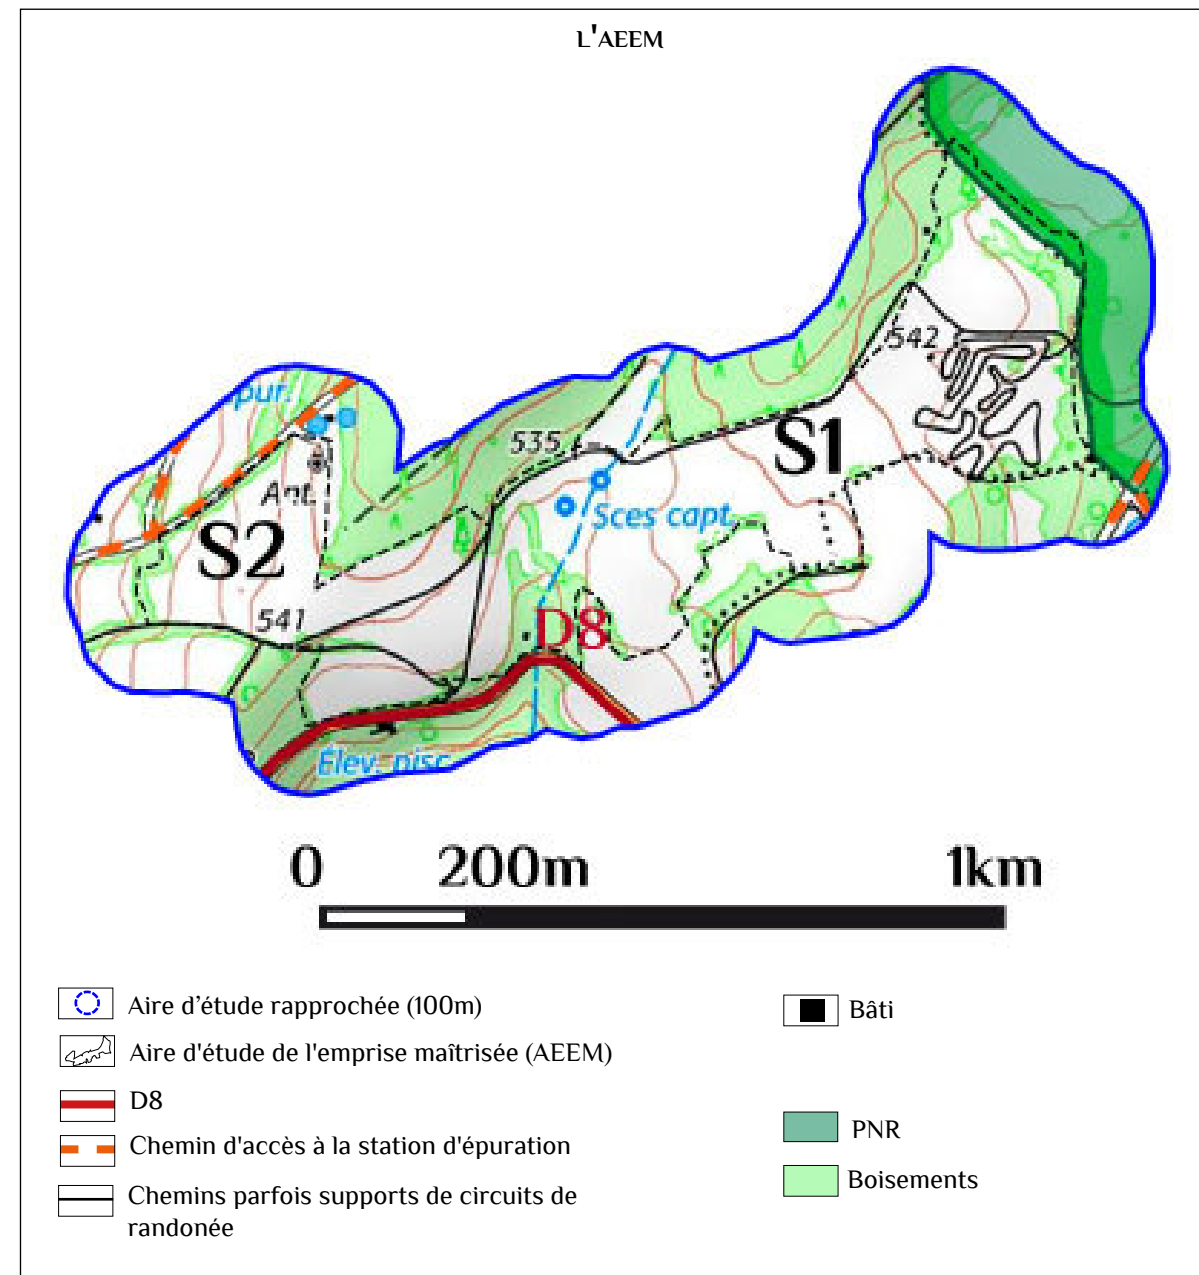 L'AEEM
542
pur.
535
S1
Ant.
Sces capt.
S2
541
D8
Élev. pisc
0 200m 1km
Aire d'étude rapprochée (100m)
Bâti
Aire d'étude de l'emprise maîtrisée (AEEM)
D8
PNR
Chemin d'accès à la station d'épuration
Boisements
Chemins parfois supports de circuits de
randonée